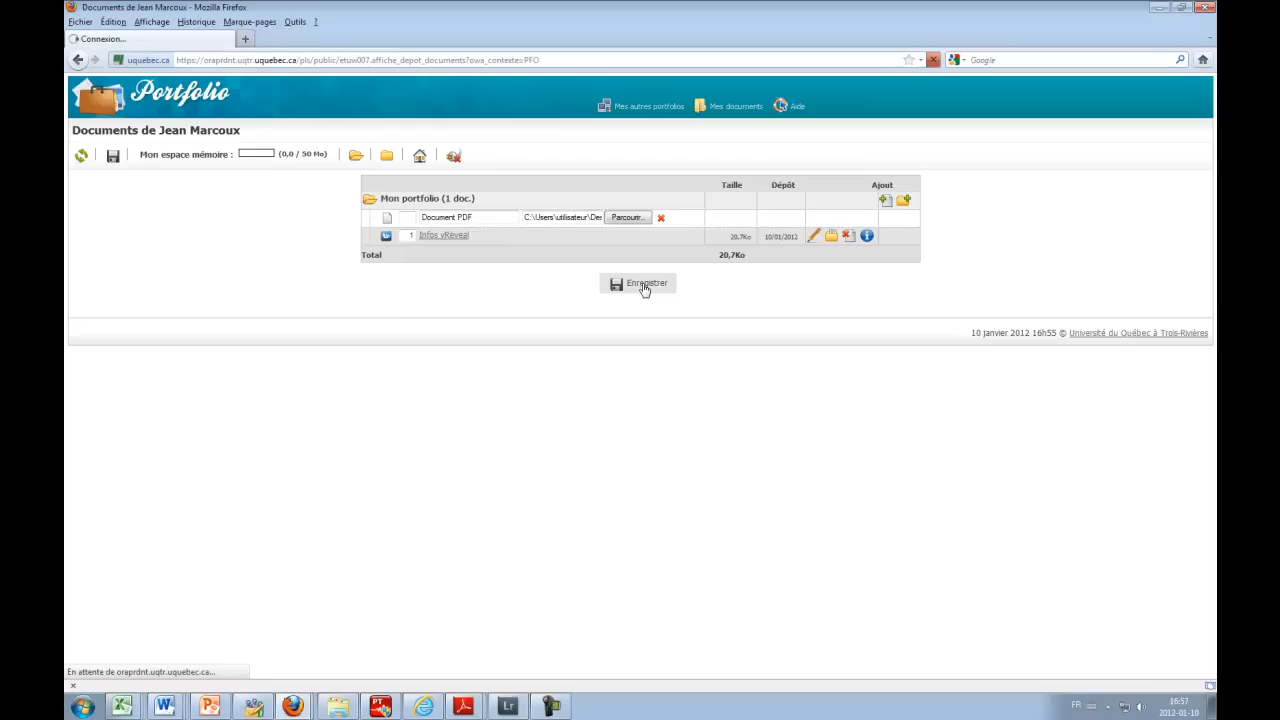 Documents de Jean Marcoux - Mozilla Firefox
Fichier Édition Affichage Historique Marque-pages Outils ?
Connexion...
uquebec.ca https://oraprdnt.uqtr.uquebec.ca/pls/public/etuw007.affiche_depot_documents?owa_contexte=PFO Google
Portfolio
Mes autres portfolios Mes documents Aide
Documents de Jean Marcoux
Mon espace mémoire : (0,0 / 50 Mo)
Taille Dépôt Ajout
Mon portfolio (1 doc.)
Document PDF C:\Users\utilisateur\De Parcourir...
1 Infos vReveal 20,7Ko 10/01/2012
Total 20,7Ko
Enregistrer
10 janvier 2012 16h55 © Université du Québec à Trois-Rivières
En attente de oraprdnt.uqtr.uquebec.ca...
x
FR 16:57
2012-01-10